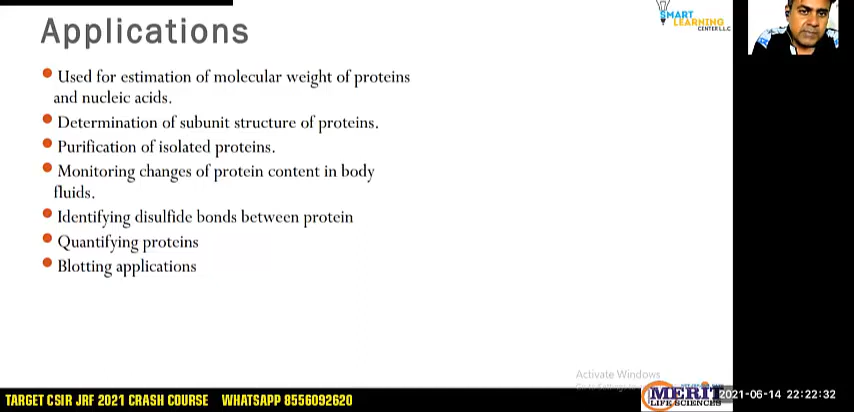 Applications
SMART
LEARNING
CENTER L.L.C
Used for estimation of molecular weight of proteins
and nucleic acids.
Determination of subunit structure of proteins.
Purification of isolated proteins.
Monitoring changes of protein content in body
fluids.
Identifying disulfide bonds between protein
Quantifying proteins
Blotting applications
Activate Windows
MERIT
LIFE SCIENCES
2021-06-14 22:22:32
TARGET CSIR JRF 2021 CRASH COURSE WHATSAPP 8556092620